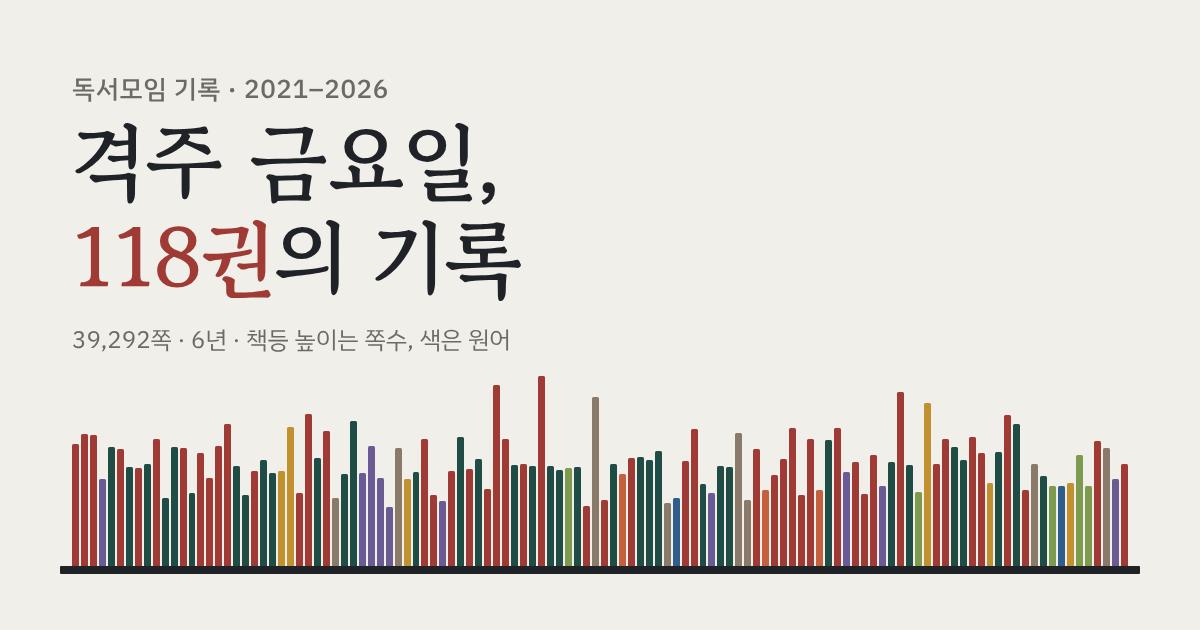 독서모임 기록 · 2021–2026
격주 금요일,
118권의 기록
39,292쪽 · 6년 · 책등 높이는 쪽수, 색은 원어